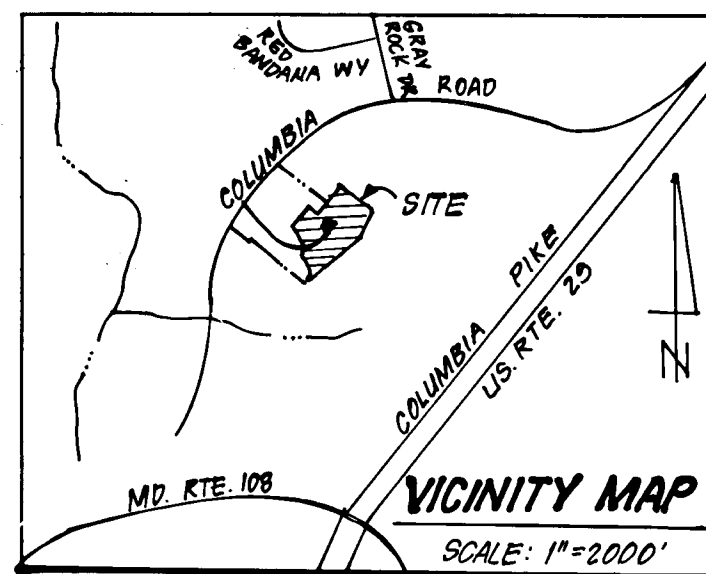 RED
BANDANA WY
GRAY
ROCK DR
ROAD
COLUMBIA
SITE
COLUMBIA PIKE
U.S. RTE. 29
N
MD. RTE. 108
VICINITY MAP
SCALE: 1"=2000'